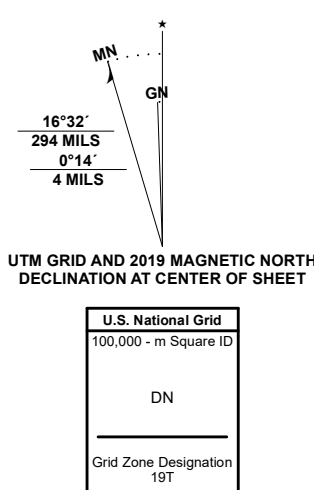 ★
MN
GN
16°32´
294 MILS
0°14´
4 MILS
UTM GRID AND 2019 MAGNETIC NORTH
DECLINATION AT CENTER OF SHEET
U.S. National Grid
100,000 - m Square ID
DN
Grid Zone Designation
19T